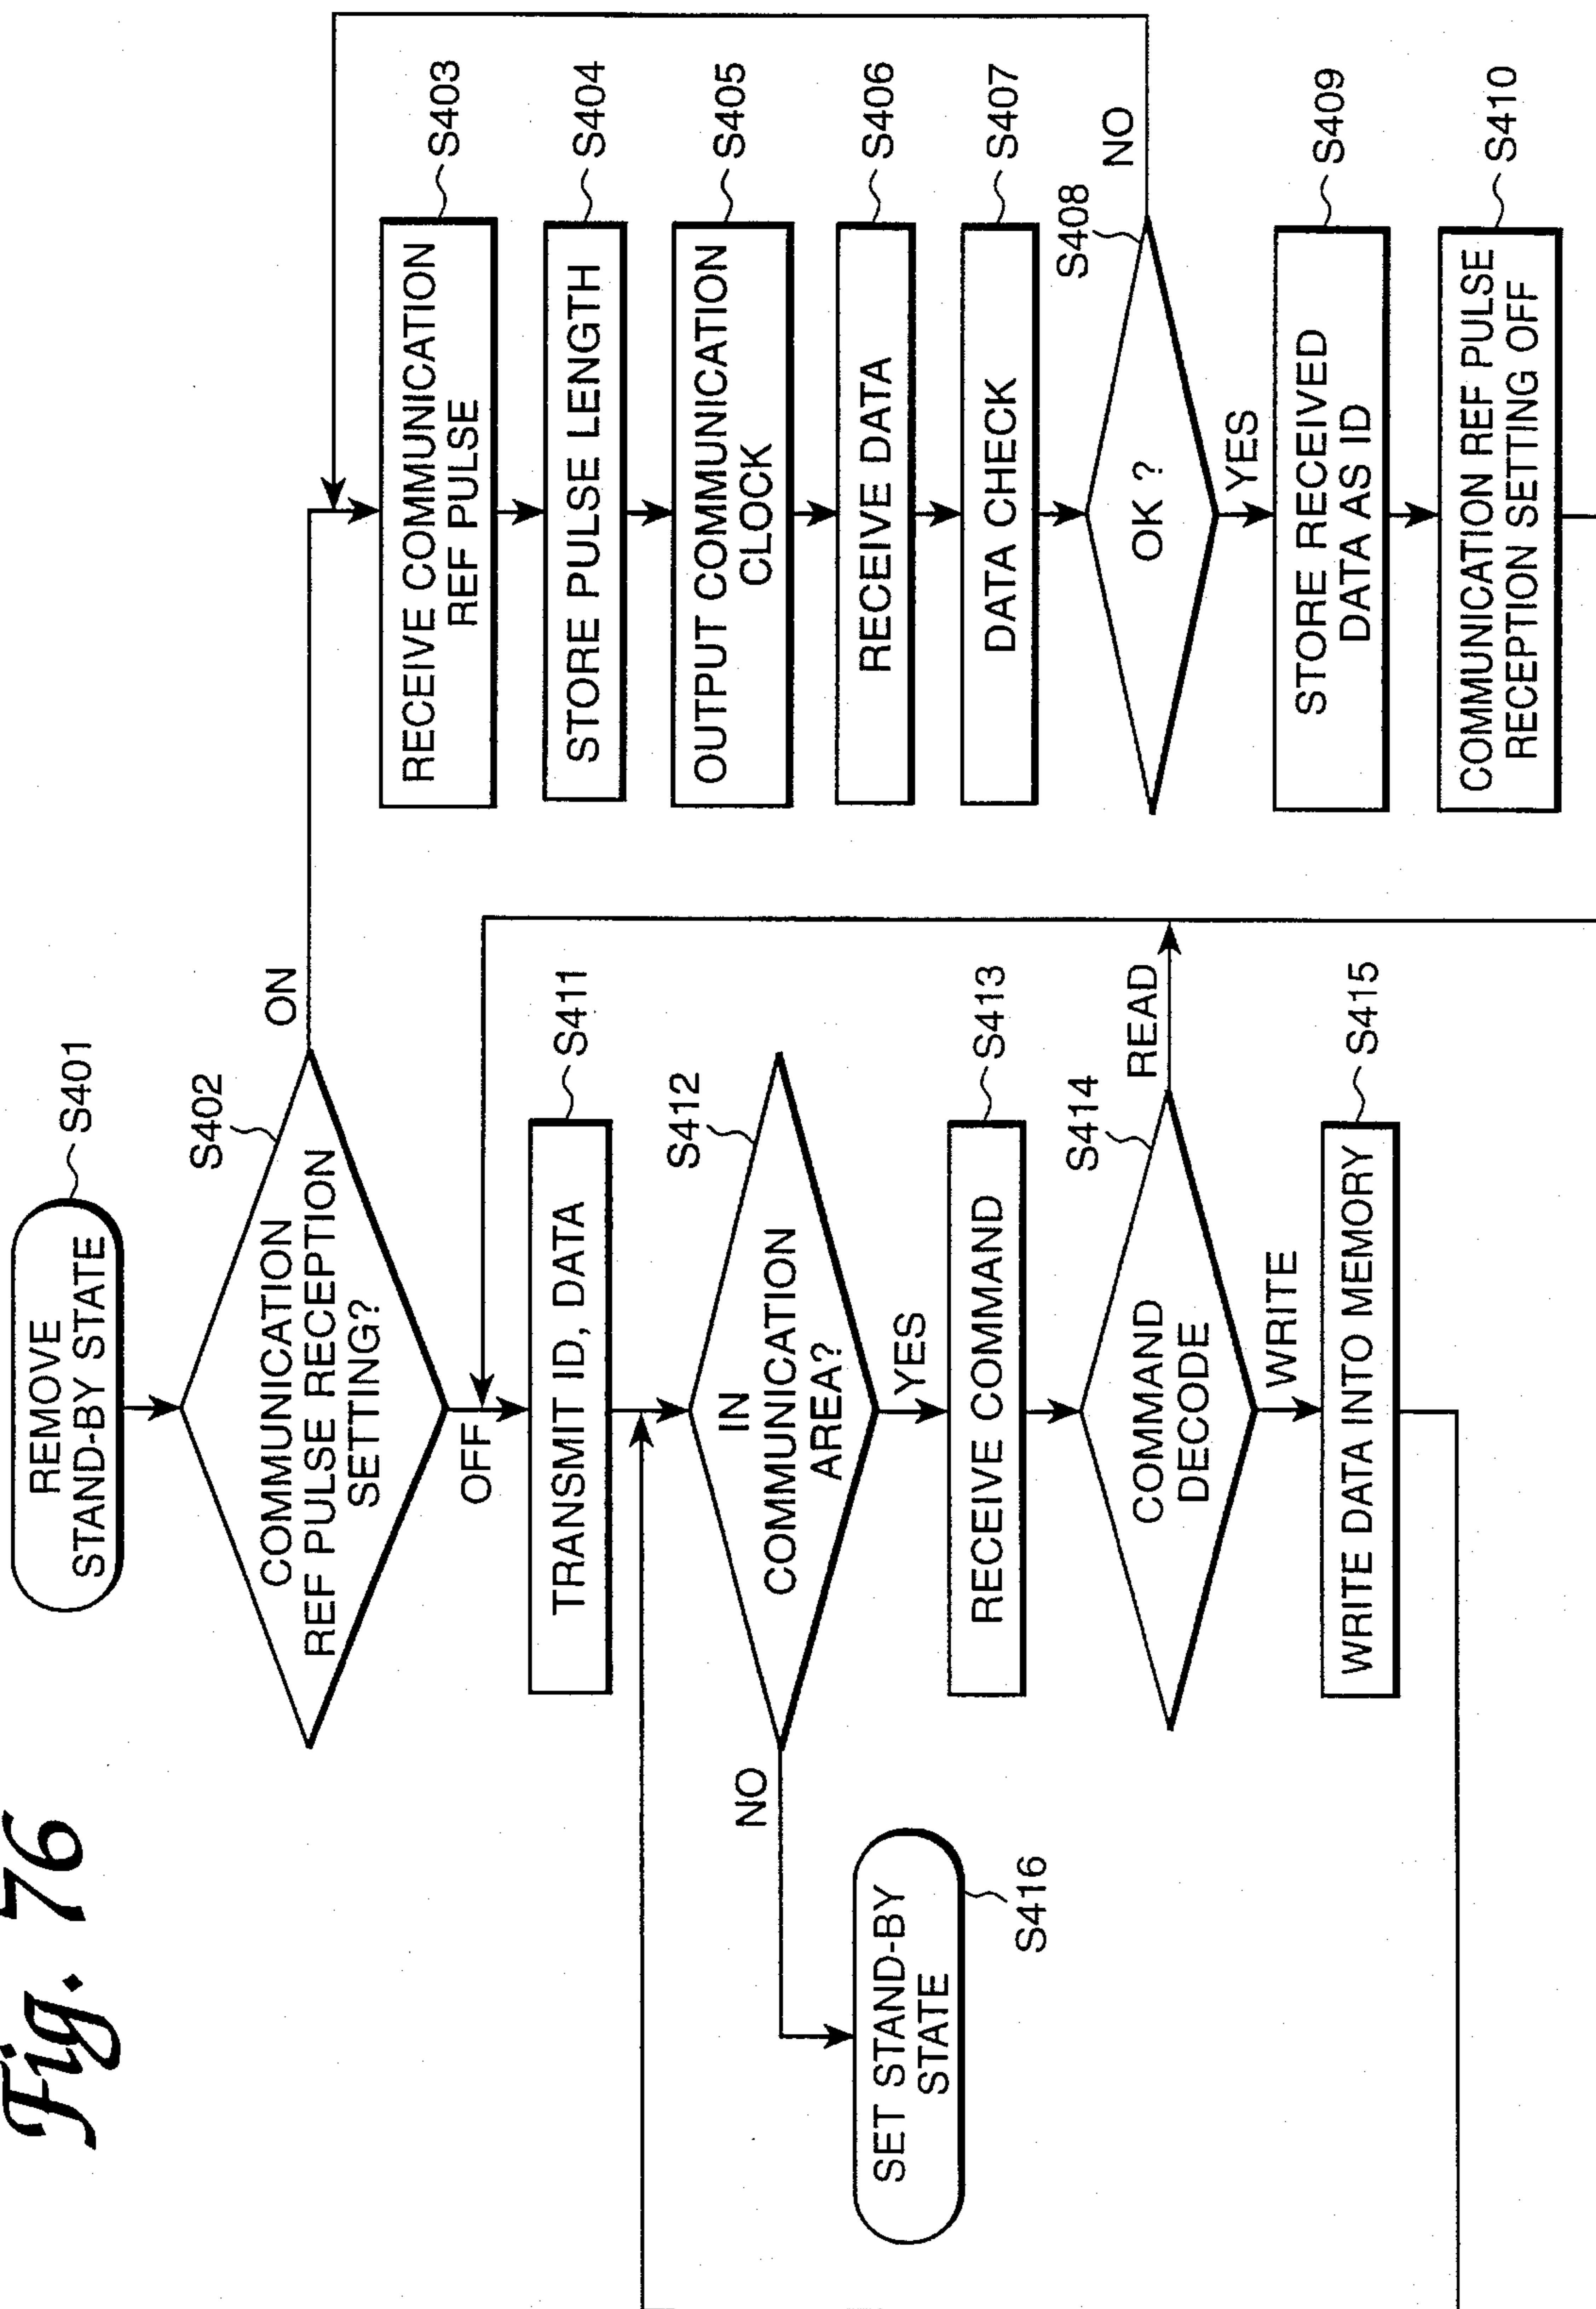 Fig. 76
REMOVE
STAND-BY STATE
S401
COMMUNICATION
REF PULSE RECEPTION
SETTING?
S402
ON
OFF
RECEIVE COMMUNICATION
REF PULSE
S403
STORE PULSE LENGTH
S404
OUTPUT COMMUNICATION
CLOCK
S405
RECEIVE DATA
S406
DATA CHECK
S407
OK ?
S408
NO
YES
STORE RECEIVED
DATA AS ID
S409
COMMUNICATION REF PULSE
RECEPTION SETTING OFF
S410
TRANSMIT ID, DATA
S411
IN
COMMUNICATION
AREA?
S412
NO
YES
RECEIVE COMMAND
S413
COMMAND
DECODE
S414
READ
WRITE
WRITE DATA INTO MEMORY
S415
SET STAND-BY
STATE
S416